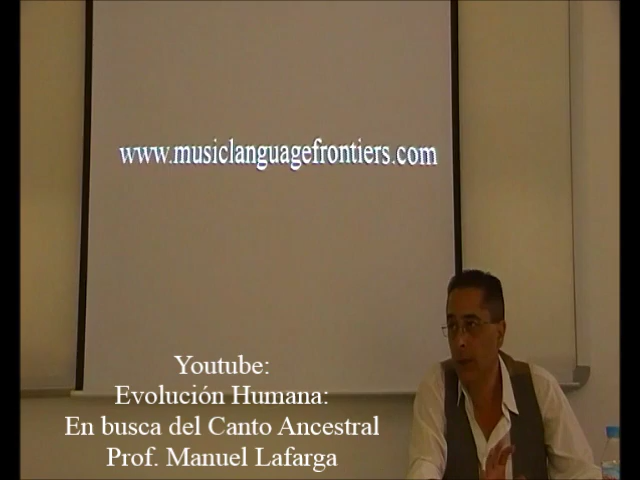 www.musiclanguagefrontiers.com
Youtube:
Evolución Humana:
En busca del Canto Ancestral
Prof. Manuel Lafarga